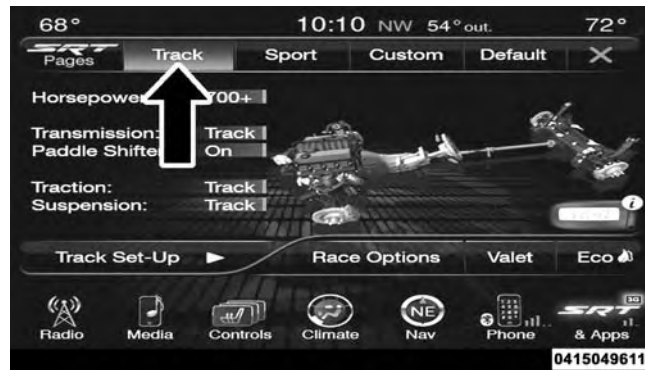 68° 10:10 NW 54° out. 72°
SRT Pages Track Sport Custom Default ×
Horsepower 700+
Transmission: Track
Paddle Shifte On
Traction: Track
Suspension: Track
i
Track Set-Up ► Race Options Valet Eco
NE
3G
SRT
Radio Media Controls Climate Nav Phone & Apps
0415049611